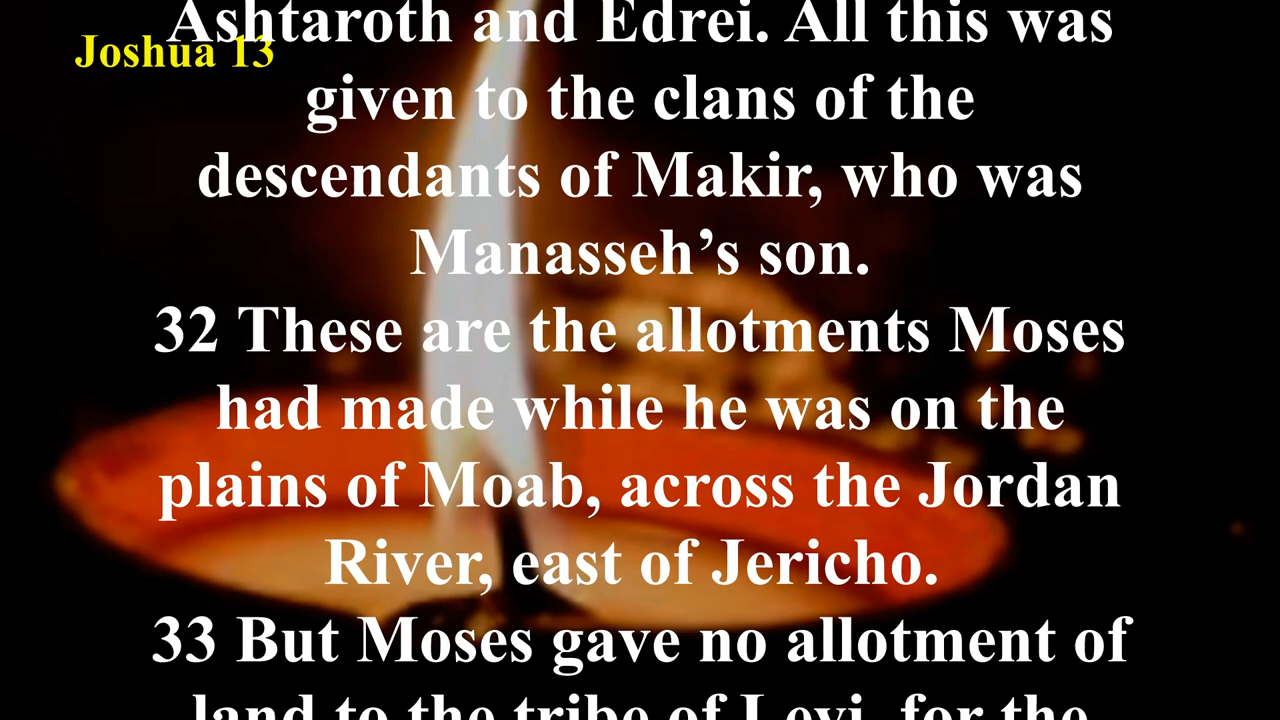 Joshua 13
Ashtaroth and Edrei. All this was
given to the clans of the
descendants of Makir, who was
Manasseh’s son.
32 These are the allotments Moses
had made while he was on the
plains of Moab, across the Jordan
River, east of Jericho.
33 But Moses gave no allotment of
land to the tribe of Levi, for the